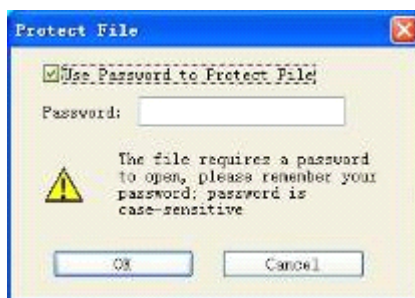 Protect File
Use Password to Protect File
Password:
The file requires a password
to open, please remember your
password; password is
case-sensitive
OK
Cancel